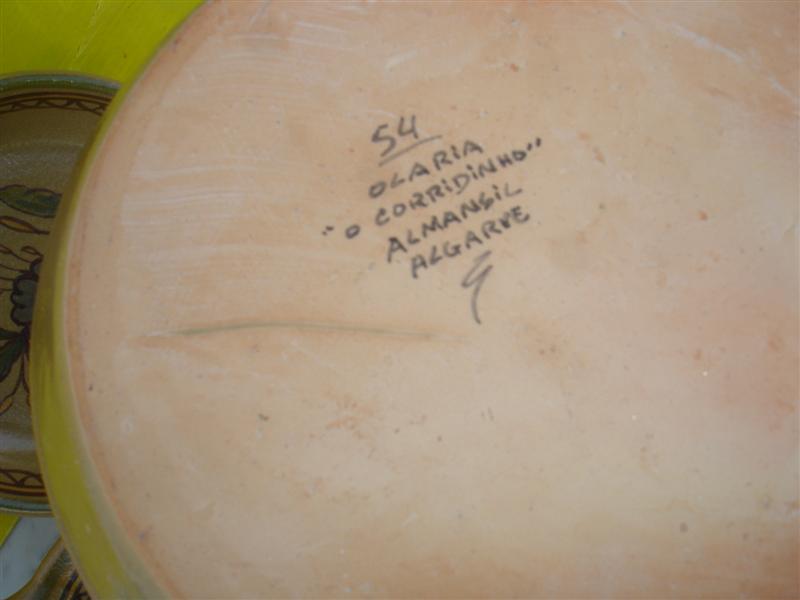 54
OLARIA
"O CORRIDINHO"
ALMANSIL
ALGARVE